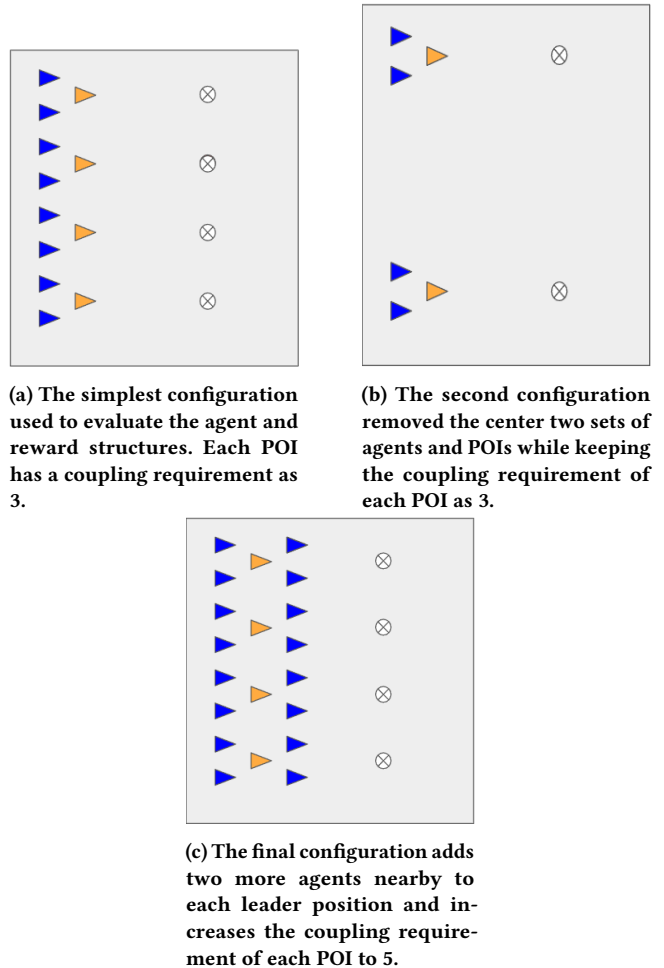 (a) The simplest configuration
used to evaluate the agent and
reward structures. Each POI
has a coupling requirement as
3.
(b) The second configuration
removed the center two sets of
agents and POIs while keeping
the coupling requirement of
each POI as 3.
(c) The final configuration adds
two more agents nearby to
each leader position and in-
creases the coupling require-
ment of each POI to 5.